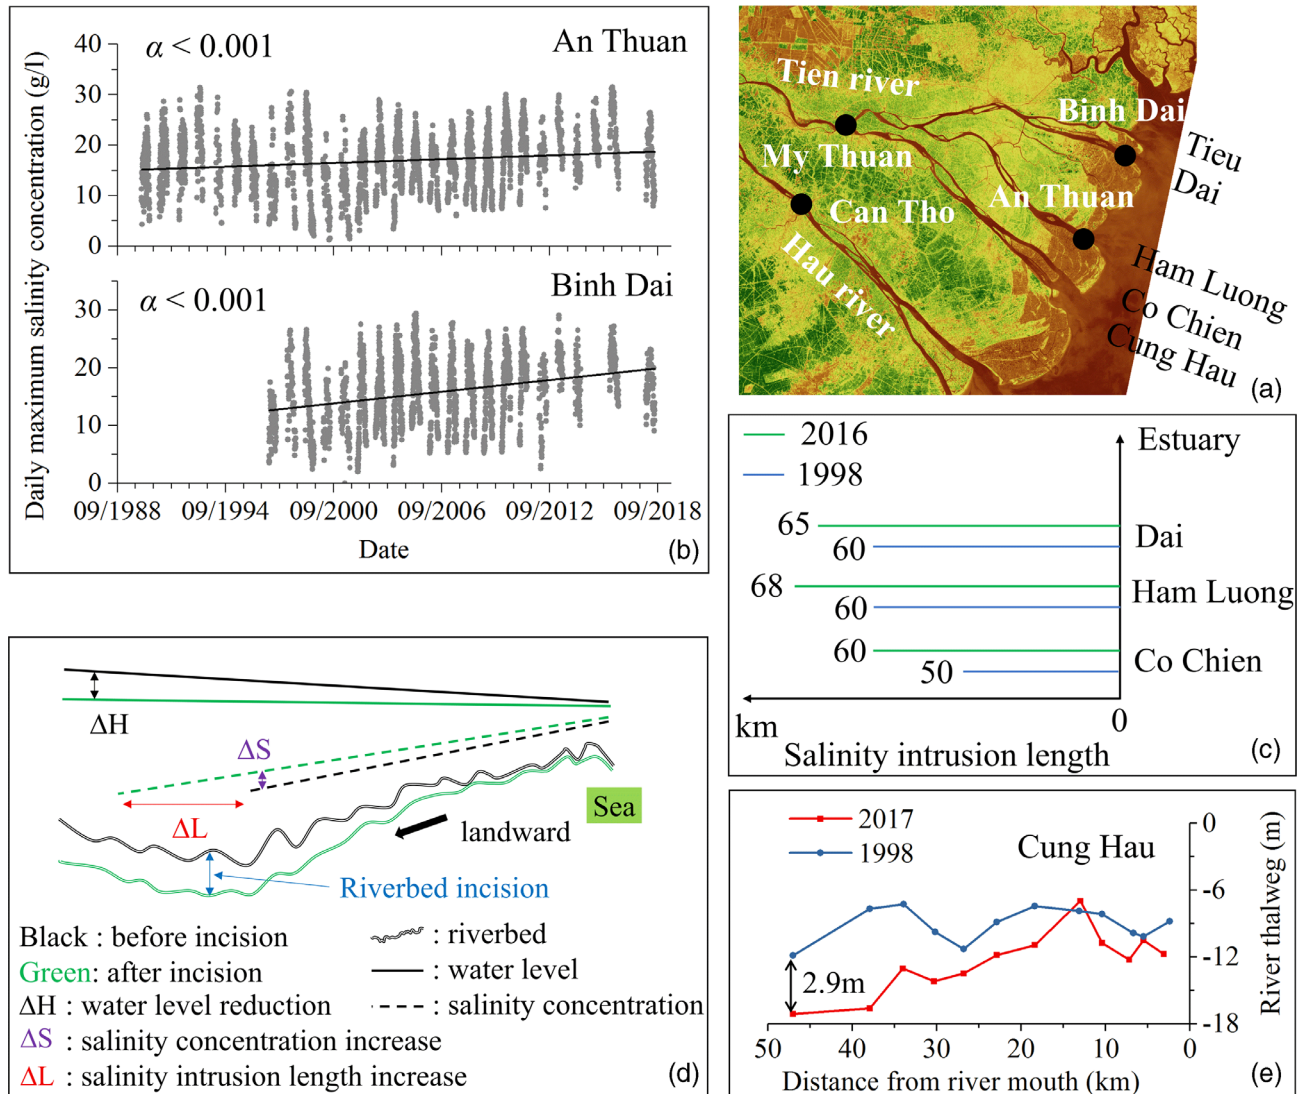 Daily maximum salinity concentration (g/l)
α < 0.001
An Thuan
40
30
20
10
0
α < 0.001
Binh Dai
30
20
10
0
09/1988 09/1994 09/2000 09/2006 09/2012 09/2018
Date
(b)
Tien river
Binh Dai
My Thuan
Tieu
Dai
An Thuan
Can Tho
Hau river
Ham Luong
Co Chien
Cung Hau
(a)
2016
1998
Estuary
65
60
Dai
68
60
Ham Luong
60
50
Co Chien
km
0
Salinity intrusion length
(c)
ΔH
ΔS
ΔL
Sea
landward
Riverbed incision
Black : before incision
Green: after incision
ΔH : water level reduction
ΔS : salinity concentration increase
ΔL : salinity intrusion length increase
: riverbed
: water level
: salinity concentration
(d)
2017
1998
Cung Hau
2.9m
0
-6
-12
-18
River thalweg (m)
50 40 30 20 10 0
Distance from river mouth (km)
(e)